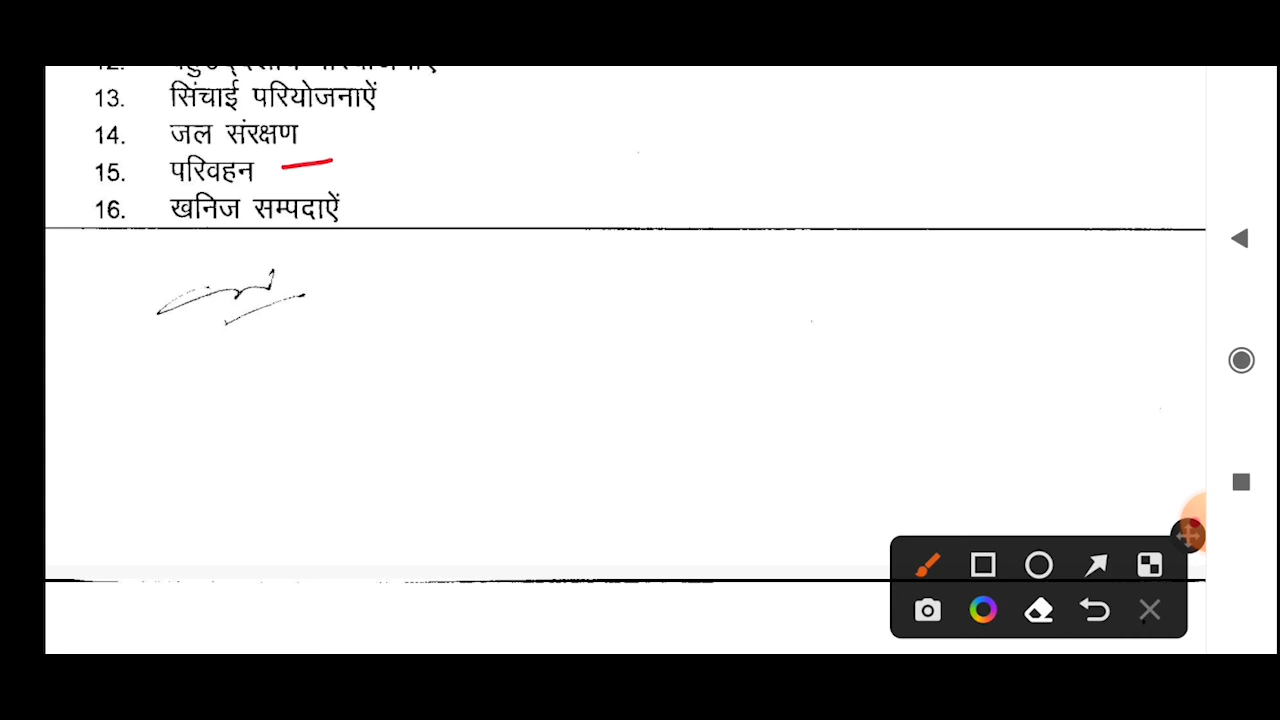 13. सिंचाई परियोजनाऐं
14. जल संरक्षण
15. परिवहन
16. खनिज सम्पदाऐं